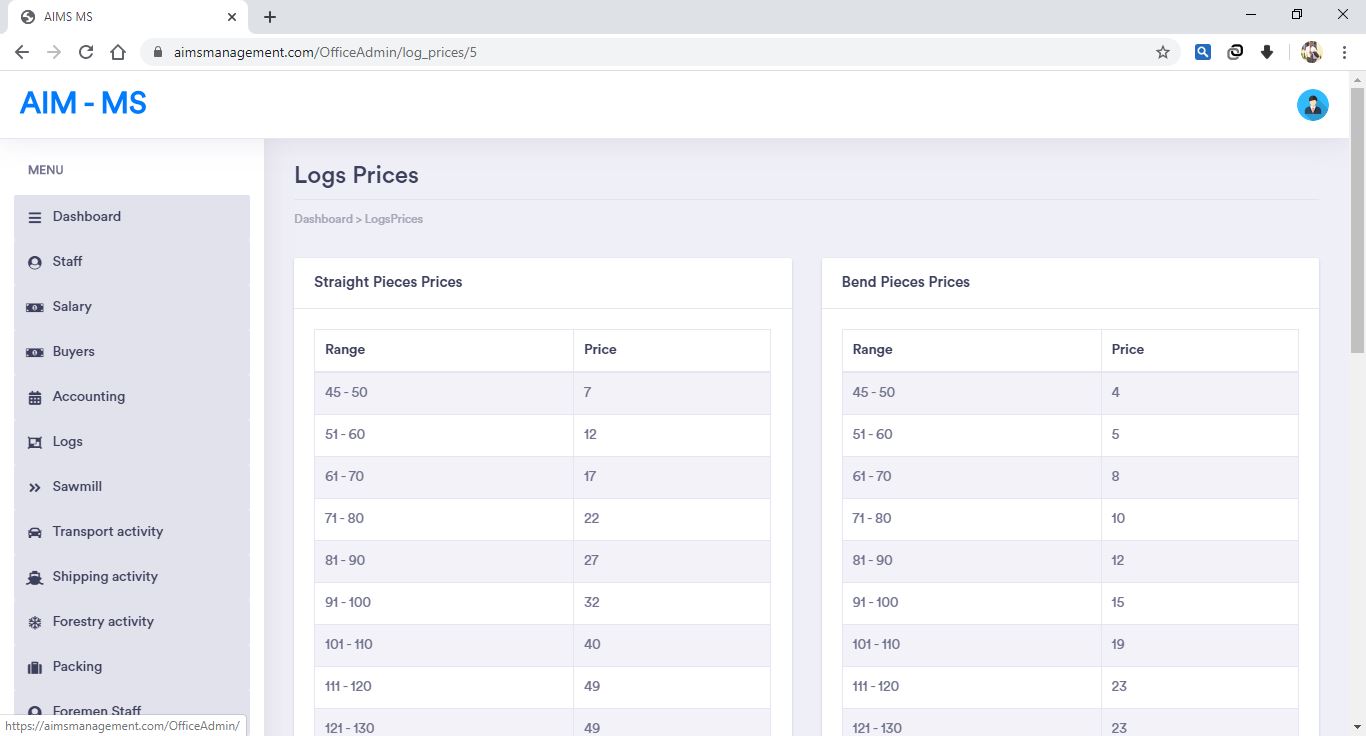 AIMS MS
aimsmanagement.com/OfficeAdmin/log_prices/5
AIM - MS
MENU
Dashboard
Staff
Salary
Buyers
Accounting
Logs
Sawmill
Transport activity
Shipping activity
Forestry activity
Packing
Foremen Staff
https://aimsmanagement.com/OfficeAdmin/
Logs Prices
Dashboard > LogsPrices
Straight Pieces Prices
Range Price
45 - 50 7
51 - 60 12
61 - 70 17
71 - 80 22
81 - 90 27
91 - 100 32
101 - 110 40
111 - 120 49
121 - 130 49
Bend Pieces Prices
Range Price
45 - 50 4
51 - 60 5
61 - 70 8
71 - 80 10
81 - 90 12
91 - 100 15
101 - 110 19
111 - 120 23
121 - 130 23